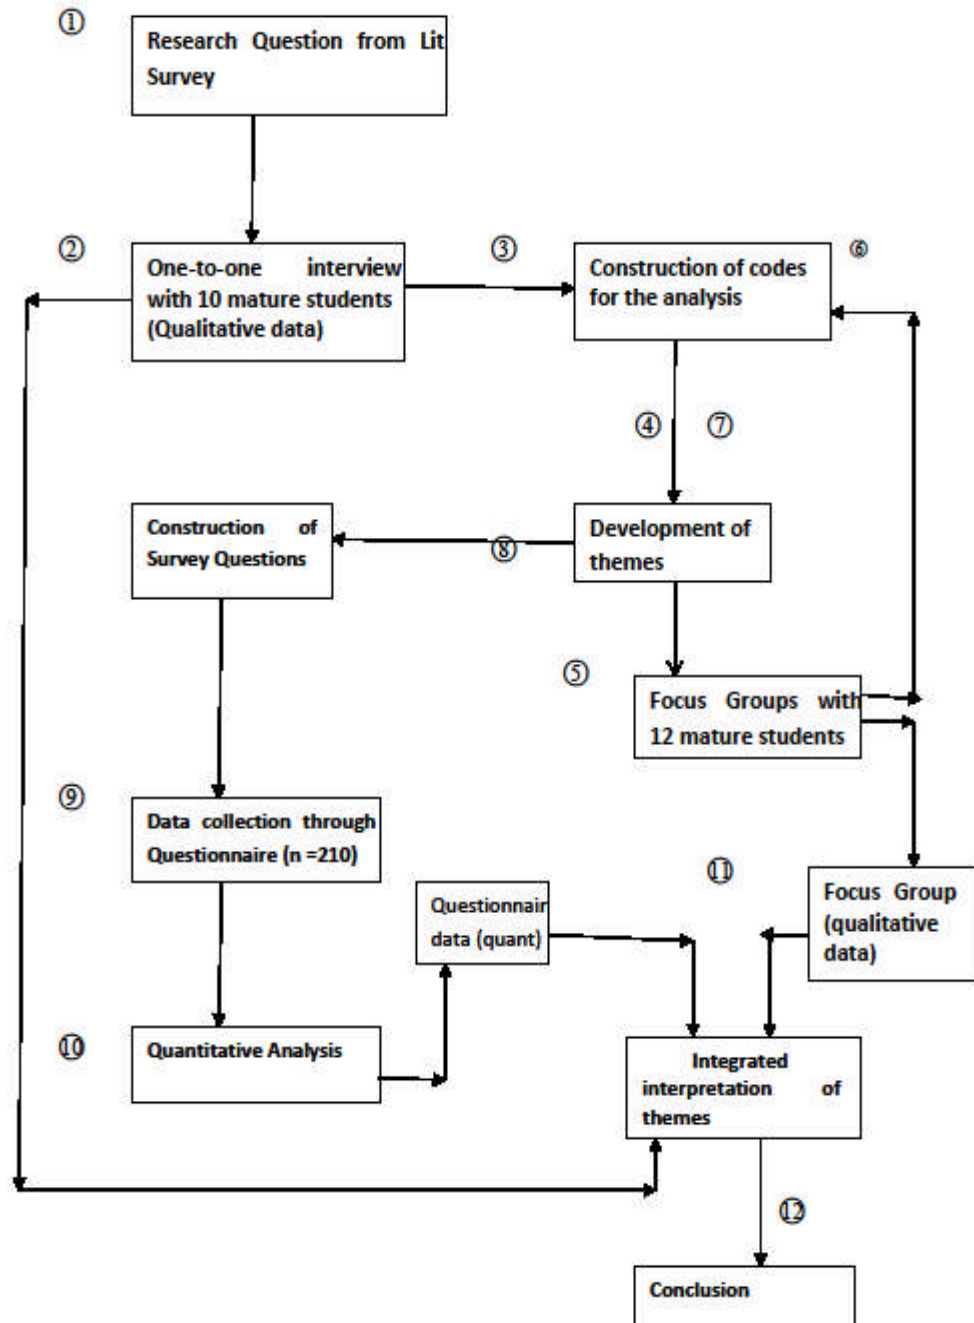 ①
Research Question from Lit
Survey
②
One-to-one interview
with 10 mature students
(Qualitative data)
③
Construction of codes
for the analysis
⑥
④ ⑦
Construction of
Survey Questions
⑧
Development of
themes
⑤
Focus Groups with
12 mature students
⑨
Data collection through
Questionnaire (n =210)
Questionnair
data (quant)
⑪
Focus Group
(qualitative
data)
⑩
Quantitative Analysis
Integrated
interpretation of
themes
⑫
Conclusion